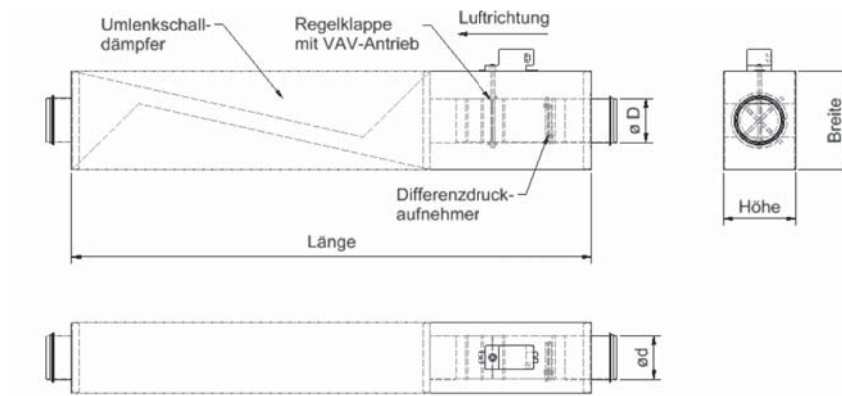 Umlenkschall-
dämpfer
Regelklappe
mit VAV-Antrieb
Luftrichtung
ø D
Differenzdruck-
aufnehmer
Länge
Breite
Höhe
ød